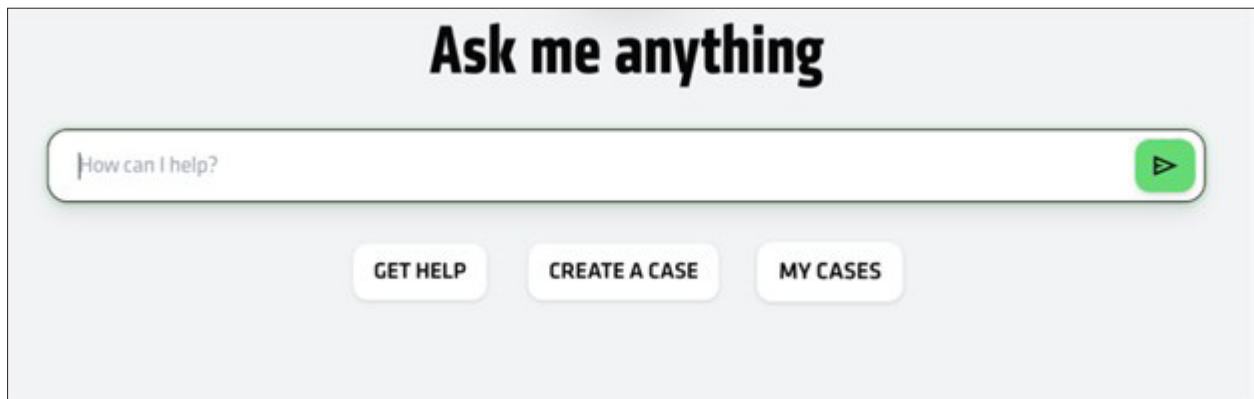 Ask me anything
How can I help?
GET HELP CREATE A CASE MY CASES